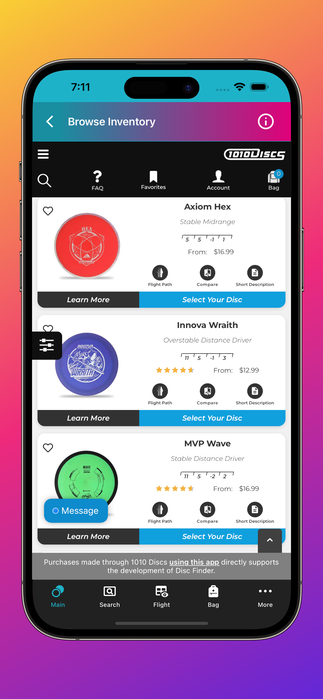 7:11
Browse Inventory
1010Discs
FAQ
Favorites
Account
Bag
0
Axiom Hex
Stable Midrange
5 5 -1 1
From: $16.99
Flight Path
Compare
Short Description
Learn More
Select Your Disc
Innova Wraith
Overstable Distance Driver
11 5 -1 3
From: $12.99
Flight Path
Compare
Short Description
Learn More
Select Your Disc
MVP Wave
Stable Distance Driver
11 5 -2 2
From: $16.99
Flight Path
Compare
Short Description
Message
Learn More
Select Your Disc
Purchases made through 1010 Discs using this app directly supports
the development of Disc Finder.
Main
Search
Flight
Bag
More